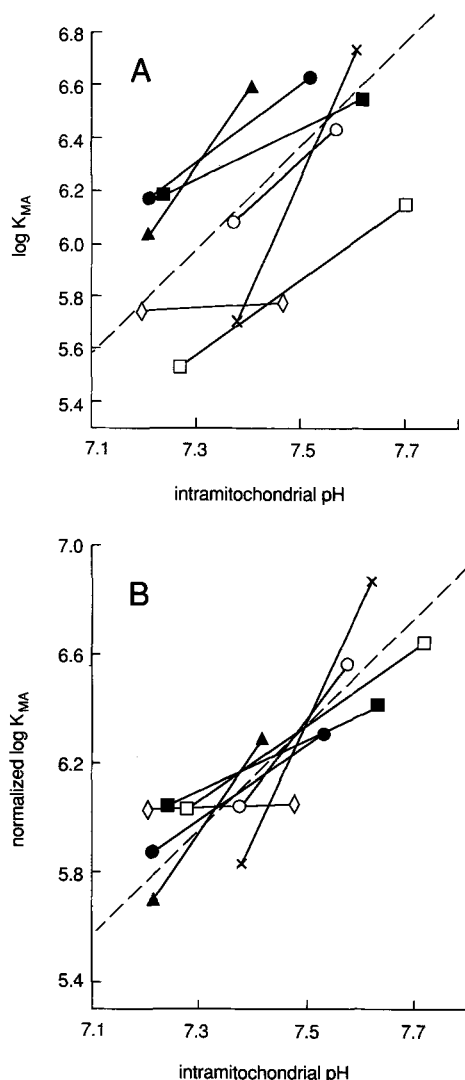 A
6.8
6.6
6.4
6.2
6.0
5.8
5.6
5.4
log K_MA
7.1 7.3 7.5 7.7
intramitochondrial pH
B
7.0
6.6
6.2
5.8
5.4
normalized log K_MA
7.1 7.3 7.5 7.7
intramitochondrial pH